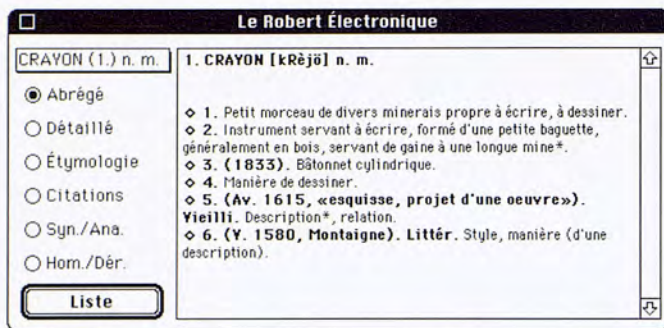 Le Robert Électronique
CRAYON (1.) n. m.
Abrégé
Détaillé
Étymologie
Citations
Syn./Ana.
Hom./Dér.
Liste
1. CRAYON [kRèjö] n. m.
◇ 1. Petit morceau de divers minerais propre à écrire, à dessiner.
◇ 2. Instrument servant à écrire, formé d'une petite baguette,
généralement en bois, servant de gaine à une longue mine*.
◇ 3. (1833). Bâtonnet cylindrique.
◇ 4. Manière de dessiner.
◇ 5. (Av. 1615, «esquisse, projet d'une oeuvre»).
Vieilli. Description*, relation.
◇ 6. (V. 1580, Montaigne). Littér. Style, manière (d'une
description).